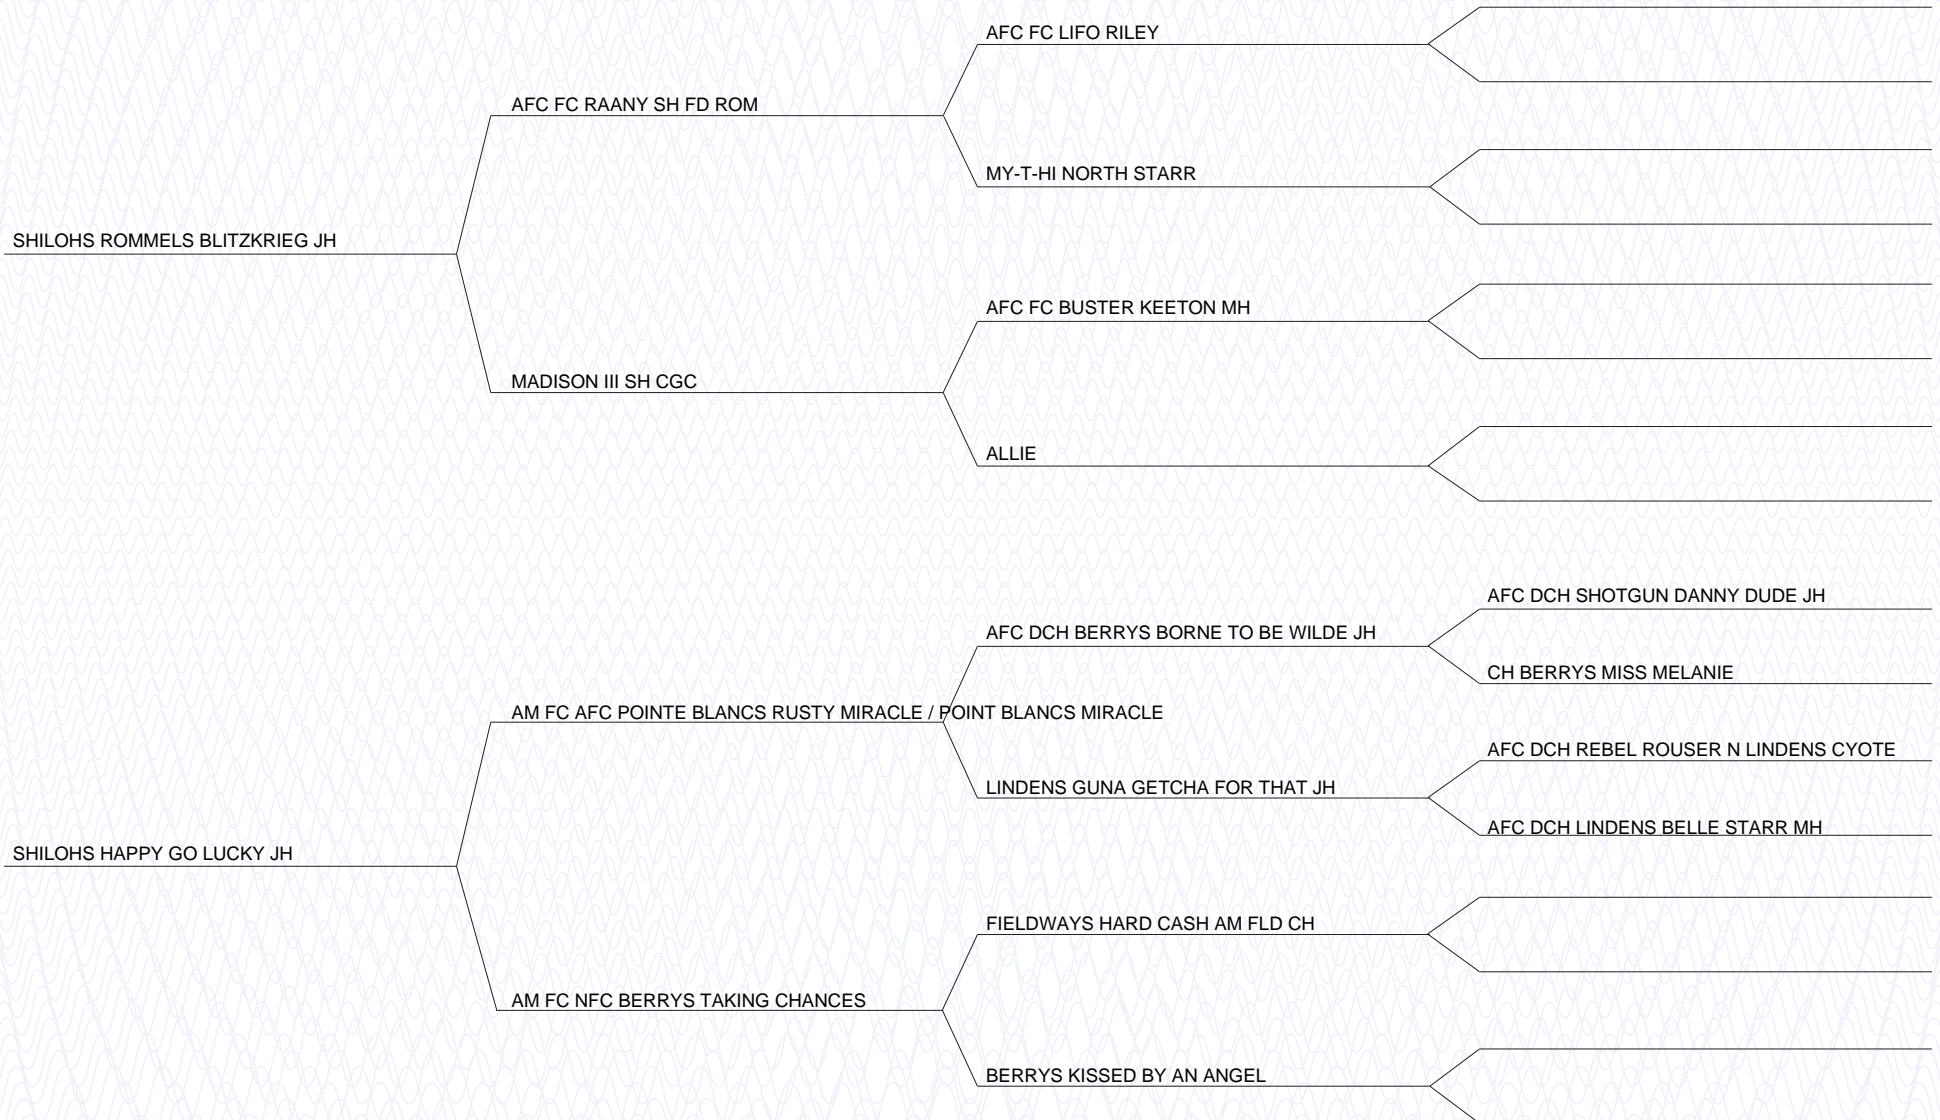 AFC FC LIFO RILEY
AFC FC RAANY SH FD ROM
MY-T-HI NORTH STARR
SHILOHS ROMMELS BLITZKRIEG JH
AFC FC BUSTER KEETON MH
MADISON III SH CGC
ALLIE
AFC DCH SHOTGUN DANNY DUDE JH
AFC DCH BERRYS BORNE TO BE WILDE JH
CH BERRYS MISS MELANIE
AM FC AFC POINTE BLANCS RUSTY MIRACLE / POINT BLANCS MIRACLE
AFC DCH REBEL ROUSER N LINDENS CYOTE
LINDENS GUNA GETCHA FOR THAT JH
AFC DCH LINDENS BELLE STARR MH
SHILOHS HAPPY GO LUCKY JH
FIELDWAYS HARD CASH AM FLD CH
AM FC NFC BERRYS TAKING CHANCES
BERRYS KISSED BY AN ANGEL